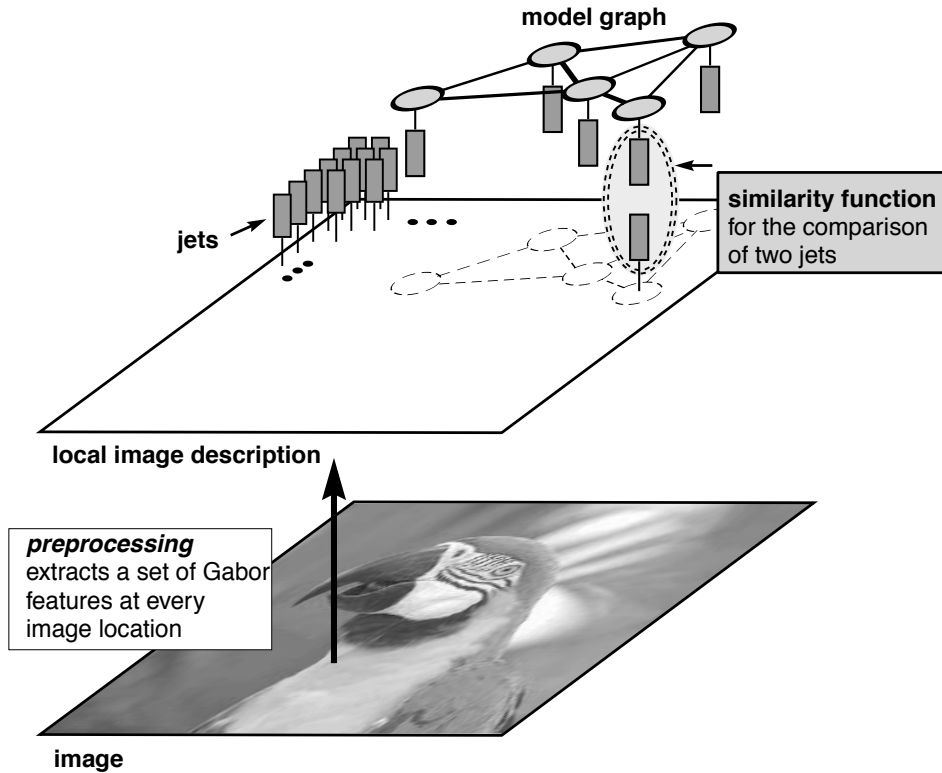 model graph
similarity function
for the comparison
of two jets
jets
local image description
preprocessing
extracts a set of Gabor
features at every
image location
image